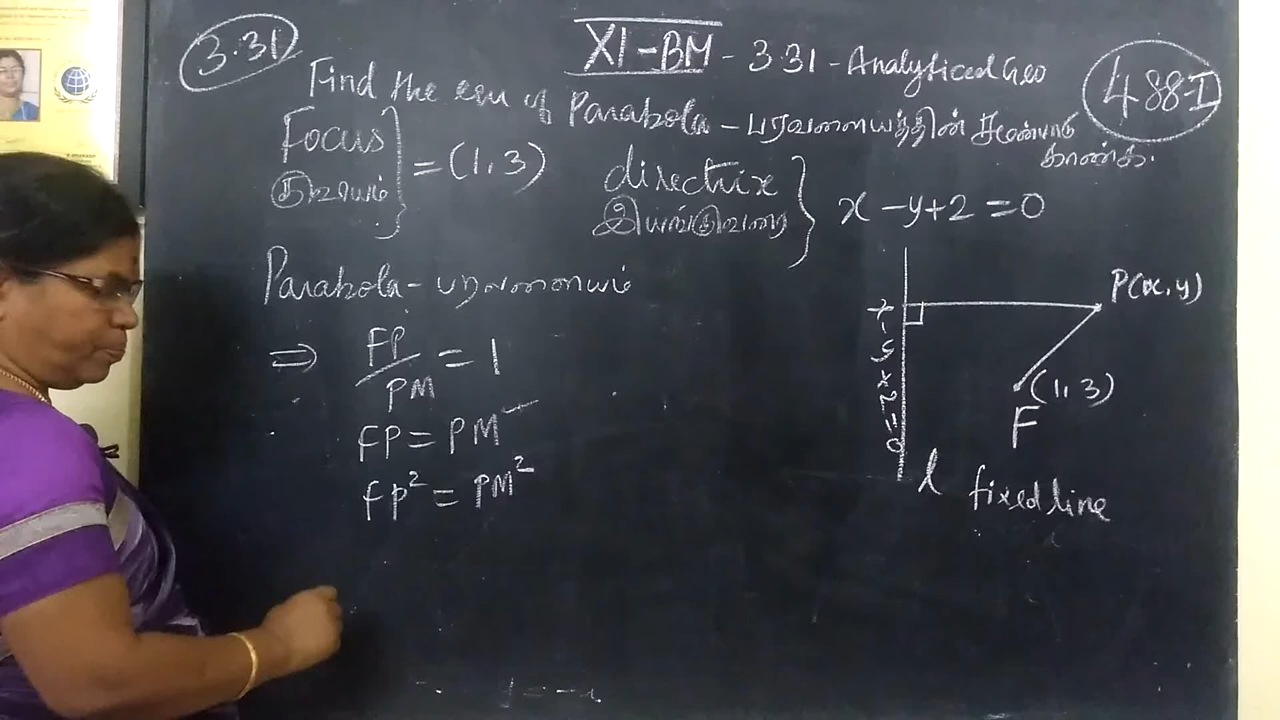 3.31
XI-BM - 3.31 - Analytical Geo
488-I
Find the eqn of Parabola - பரவளையத்தின் சமன்பாடு
காண்க.
Focus
குவியம் } = (1, 3)
directrix
இயக்குவரை } x - y + 2 = 0
Parabola - பரவளையம்
⇒ FP/PM = 1
FP = PM
FP² = PM²
P(x, y)
(1, 3)
F
l fixed line